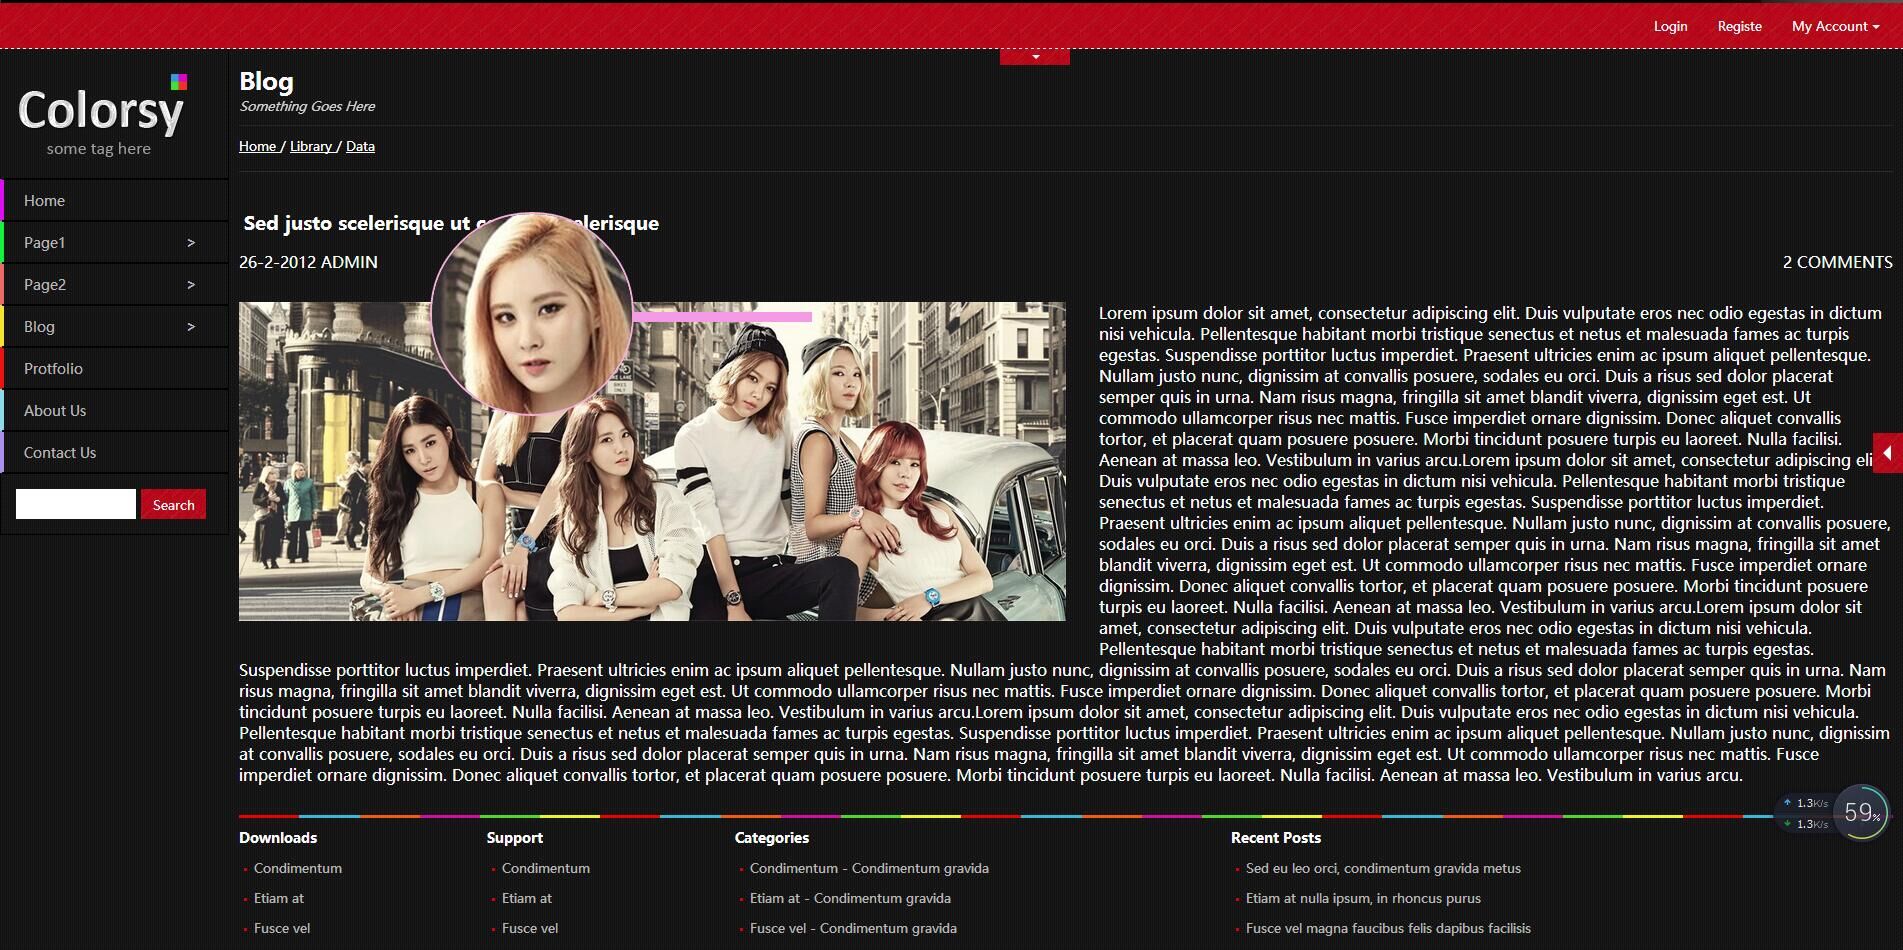 Login Registe My Account
Colorsy
some tag here
Home
Page1 >
Page2 >
Blog >
Protfolio
About Us
Contact Us
Search
Blog
Something Goes Here
Home / Library / Data
Sed justo scelerisque ut
26-2-2012 ADMIN
2 COMMENTS
Lorem ipsum dolor sit amet, consectetur adipiscing elit. Duis vulputate eros nec odio egestas in dictum
nisi vehicula. Pellentesque habitant morbi tristique senectus et netus et malesuada fames ac turpis
egestas. Suspendisse porttitor luctus imperdiet. Praesent ultricies enim ac ipsum aliquet pellentesque.
Nullam justo nunc, dignissim at convallis posuere, sodales eu orci. Duis a risus sed dolor placerat
semper quis in urna. Nam risus magna, fringilla sit amet blandit viverra, dignissim eget est. Ut
commodo ullamcorper risus nec mattis. Fusce imperdiet ornare dignissim. Donec aliquet convallis
tortor, et placerat quam posuere posuere. Morbi tincidunt posuere turpis eu laoreet. Nulla facilisi.
Aenean at massa leo. Vestibulum in varius arcu.Lorem ipsum dolor sit amet, consectetur adipiscing
Duis vulputate eros nec odio egestas in dictum nisi vehicula. Pellentesque habitant morbi tristique
senectus et netus et malesuada fames ac turpis egestas. Suspendisse porttitor luctus imperdiet.
Praesent ultricies enim ac ipsum aliquet pellentesque. Nullam justo nunc, dignissim at convallis posuere,
sodales eu orci. Duis a risus sed dolor placerat semper quis in urna. Nam risus magna, fringilla sit amet
blandit viverra, dignissim eget est. Ut commodo ullamcorper risus nec mattis. Fusce imperdiet ornare
dignissim. Donec aliquet convallis tortor, et placerat quam posuere posuere. Morbi tincidunt posuere
turpis eu laoreet. Nulla facilisi. Aenean at massa leo. Vestibulum in varius arcu.Lorem ipsum dolor sit
amet, consectetur adipiscing elit. Duis vulputate eros nec odio egestas in dictum nisi vehicula.
Pellentesque habitant morbi tristique senectus et netus et malesuada fames ac turpis egestas.
Suspendisse porttitor luctus imperdiet. Praesent ultricies enim ac ipsum aliquet pellentesque. Nullam justo nunc, dignissim at convallis posuere, sodales eu orci. Duis a risus sed dolor placerat semper quis in urna. Nam
risus magna, fringilla sit amet blandit viverra, dignissim eget est. Ut commodo ullamcorper risus nec mattis. Fusce imperdiet ornare dignissim. Donec aliquet convallis tortor, et placerat quam posuere posuere. Morbi
tincidunt posuere turpis eu laoreet. Nulla facilisi. Aenean at massa leo. Vestibulum in varius arcu.Lorem ipsum dolor sit amet, consectetur adipiscing elit. Duis vulputate eros nec odio egestas in dictum nisi vehicula.
Pellentesque habitant morbi tristique senectus et netus et malesuada fames ac turpis egestas. Suspendisse porttitor luctus imperdiet. Praesent ultricies enim ac ipsum aliquet pellentesque. Nullam justo nunc, dignissim
at convallis posuere, sodales eu orci. Duis a risus sed dolor placerat semper quis in urna. Nam risus magna, fringilla sit amet blandit viverra, dignissim eget est. Ut commodo ullamcorper risus nec mattis. Fusce
imperdiet ornare dignissim. Donec aliquet convallis tortor, et placerat quam posuere posuere. Morbi tincidunt posuere turpis eu laoreet. Nulla facilisi. Aenean at massa leo. Vestibulum in varius arcu.
1.3K/s
1.3K/s
59%
Downloads
Condimentum
Etiam at
Fusce vel
Support
Condimentum
Etiam at
Fusce vel
Categories
Condimentum - Condimentum gravida
Etiam at - Condimentum gravida
Fusce vel - Condimentum gravida
Recent Posts
Sed eu leo orci, condimentum gravida metus
Etiam at nulla ipsum, in rhoncus purus
Fusce vel magna faucibus felis dapibus facilisis